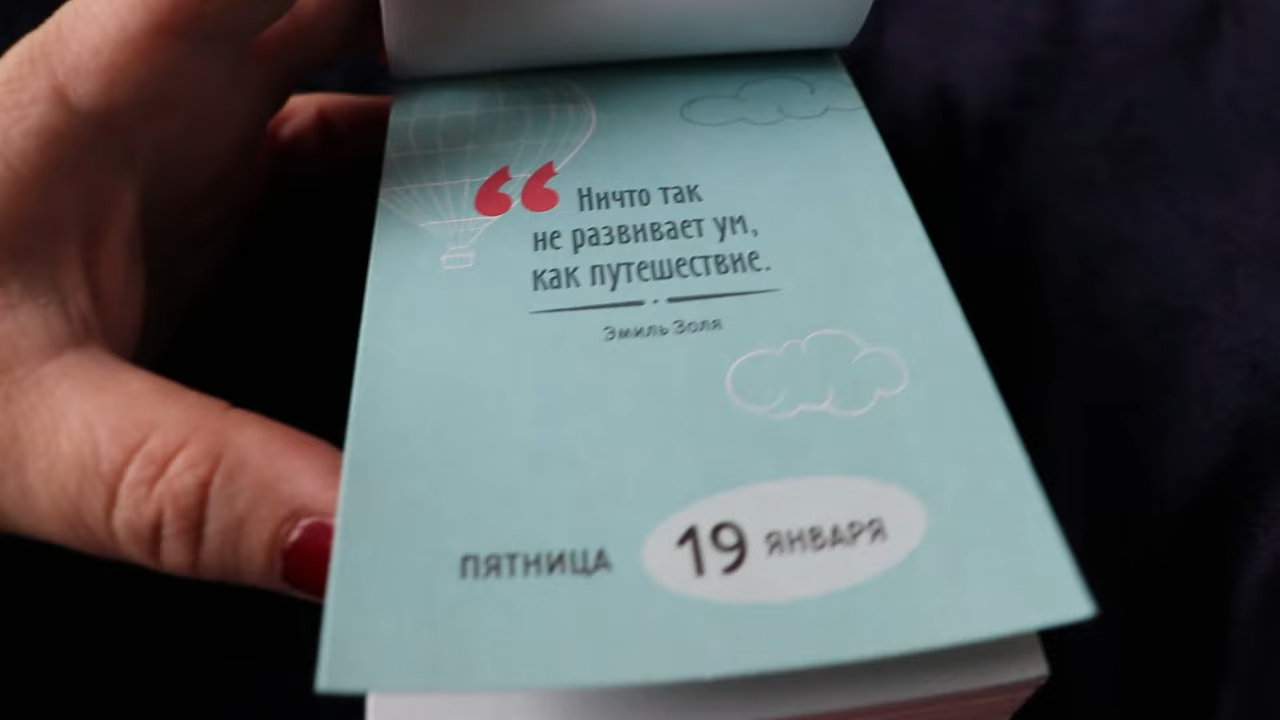 “ Ничто так
не развивает ум,
как путешествие.
Эмиль Золя
ПЯТНИЦА 19 ЯНВАРЯ